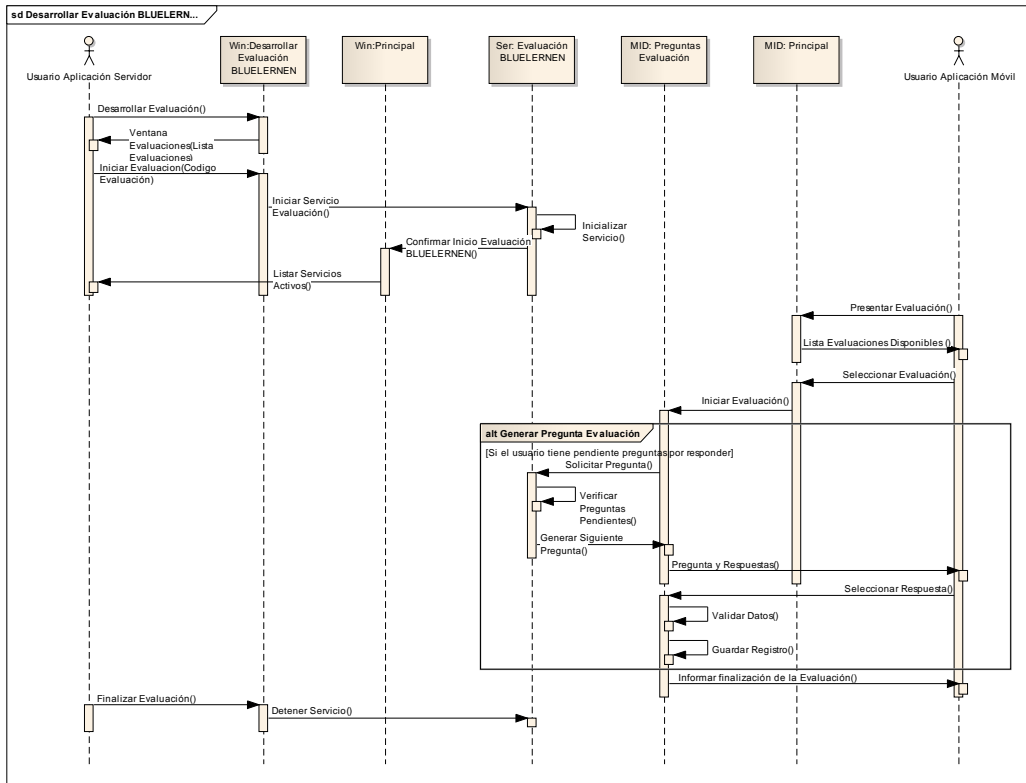 sd Desarrollar Evaluación BLUELERN...
Usuario Aplicación Servidor
Win:Desarrollar
Evaluación
BLUELERNEN
Win:Principal
Ser: Evaluación
BLUELERNEN
MID: Preguntas
Evaluación
MID: Principal
Usuario Aplicación Móvil
Desarrollar Evaluación()
Ventana
Evaluaciones(Lista
Evaluaciones)
Iniciar Evaluacion(Codigo
Evaluación)
Iniciar Servicio
Evaluación()
Inicializar
Servicio()
Confirmar Inicio Evaluación
BLUELERNEN()
Listar Servicios
Activos()
Presentar Evaluación()
Lista Evaluaciones Disponibles ()
Seleccionar Evaluación()
Iniciar Evaluación()
alt Generar Pregunta Evaluación
[Si el usuario tiene pendiente preguntas por responder]
Solicitar Pregunta()
Verificar
Preguntas
Pendientes()
Generar Siguiente
Pregunta()
Pregunta y Respuestas()
Seleccionar Respuesta()
Validar Datos()
Guardar Registro()
Informar finalización de la Evaluación()
Finalizar Evaluación()
Detener Servicio()